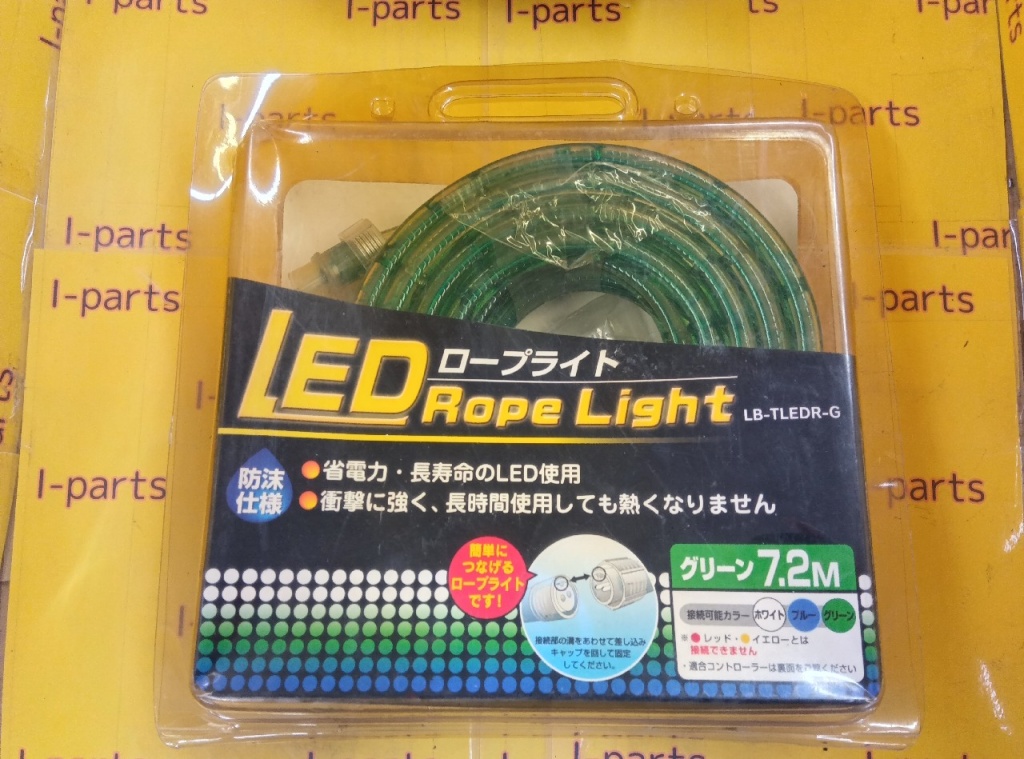 I-parts
I-parts
I-parts
I-parts
I-parts
I-parts
I-parts
I-parts
I-parts
LED ロープライト
Rope Light LB-TLEDR-G
防沫
仕様
省電力・長寿命のLED使用
衝撃に強く、長時間使用しても熱くなりません
簡単に
つなげる
ロープライト
です!
接続部の溝をあわせて差し込み
キャップを回して固定
してください。
グリーン 7.2M
接続可能カラー ホワイト ブルー グリーン
※ レッド・ イエローとは
接続できません
・適合コントローラーは裏面をご覧ください
I-parts
I-parts
I-parts